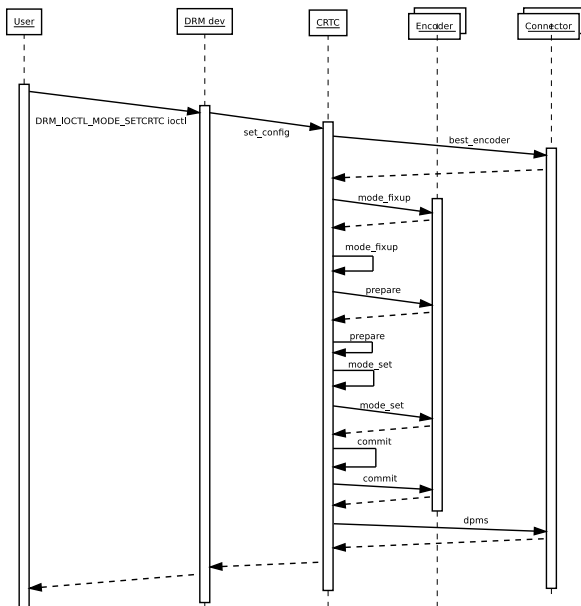 User
DRM dev
CRTC
Encoder
Connector
DRM_IOCTL_MODE_SETCRTC ioctl
set_config
best_encoder
mode_fixup
mode_fixup
prepare
prepare
mode_set
mode_set
commit
commit
dpms